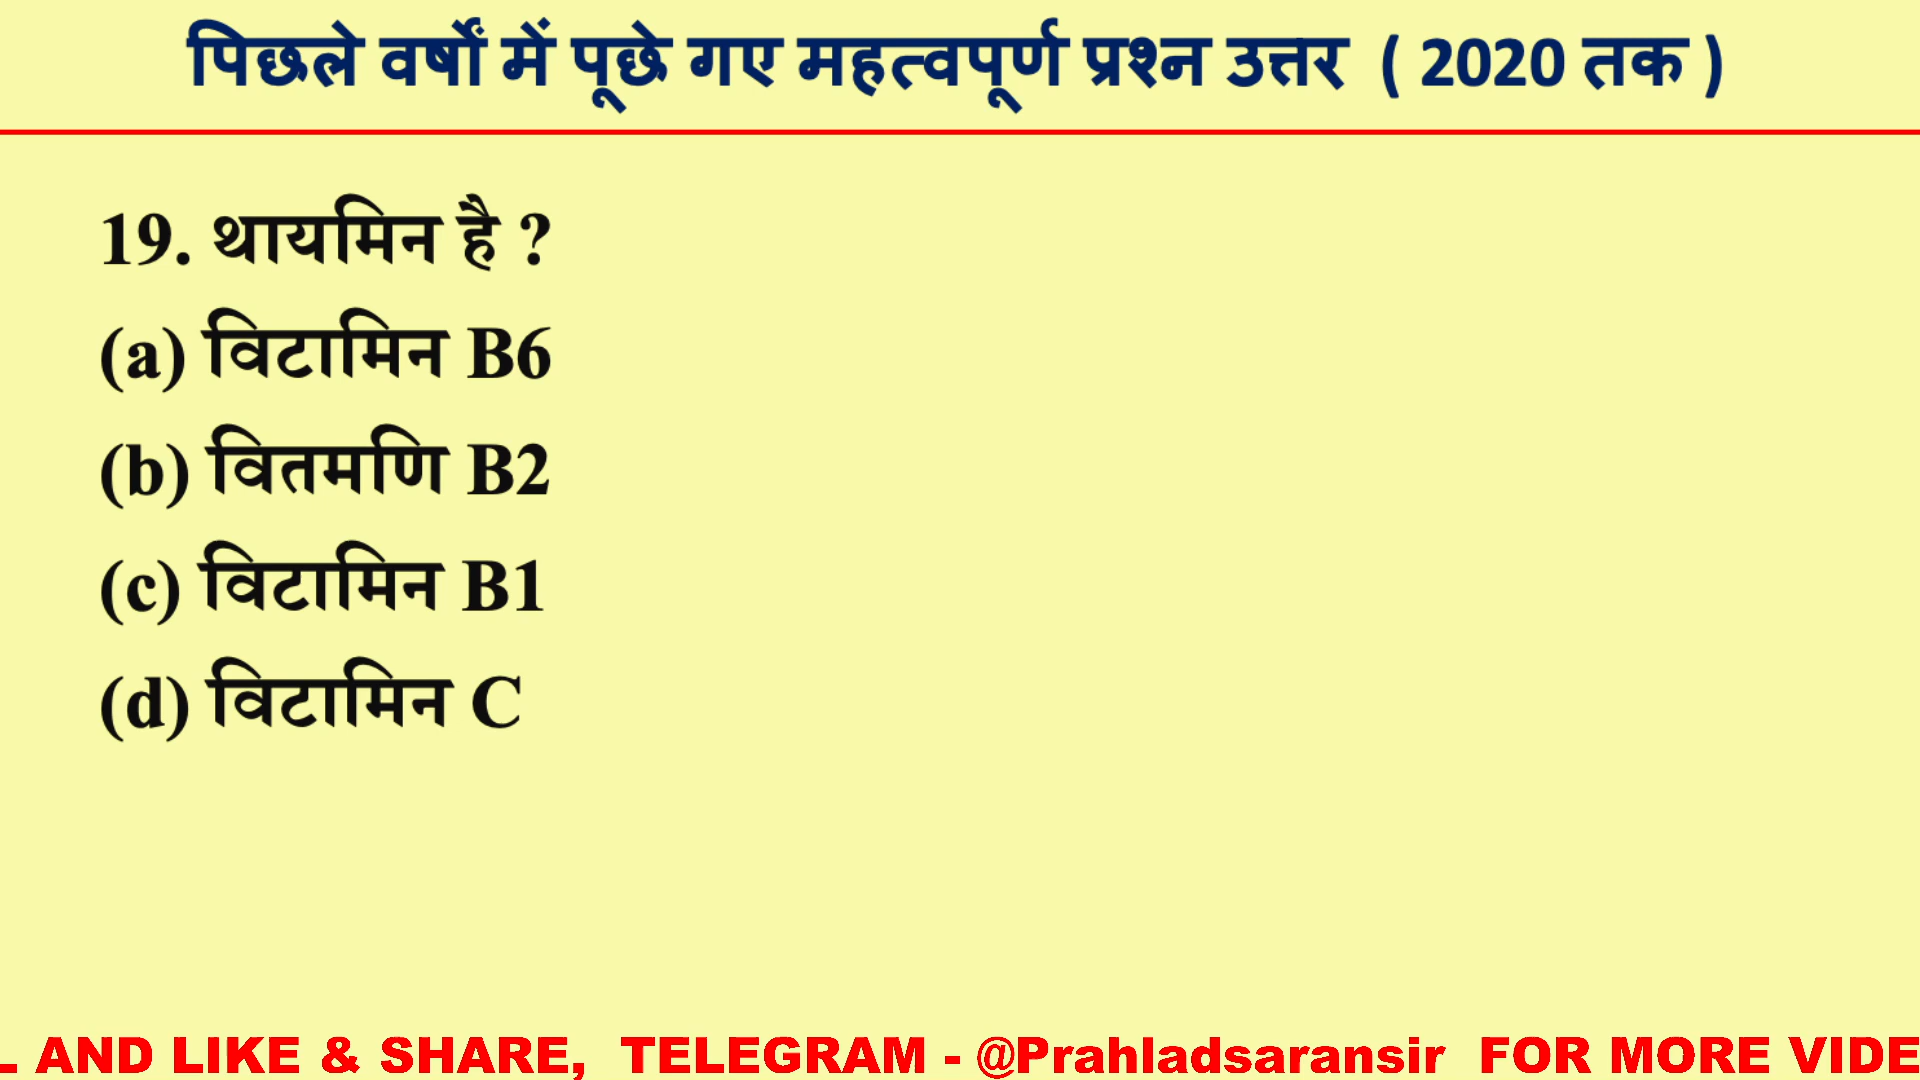 पिछले वर्षों में पूछे गए महत्वपूर्ण प्रश्न उत्तर ( 2020 तक )
19. थायमिन है ?
(a) विटामिन B6
(b) वितमणि B2
(c) विटामिन B1
(d) विटामिन C
AND LIKE & SHARE, TELEGRAM - @Prahladsaransir FOR MORE VIDE